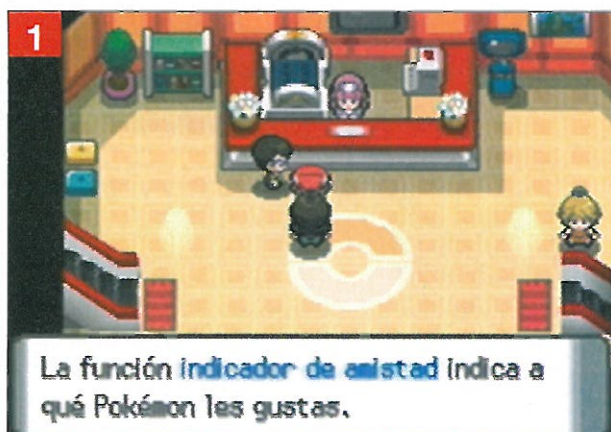 1
La función indicador de amistad indica a
qué Pokémon les gustas.